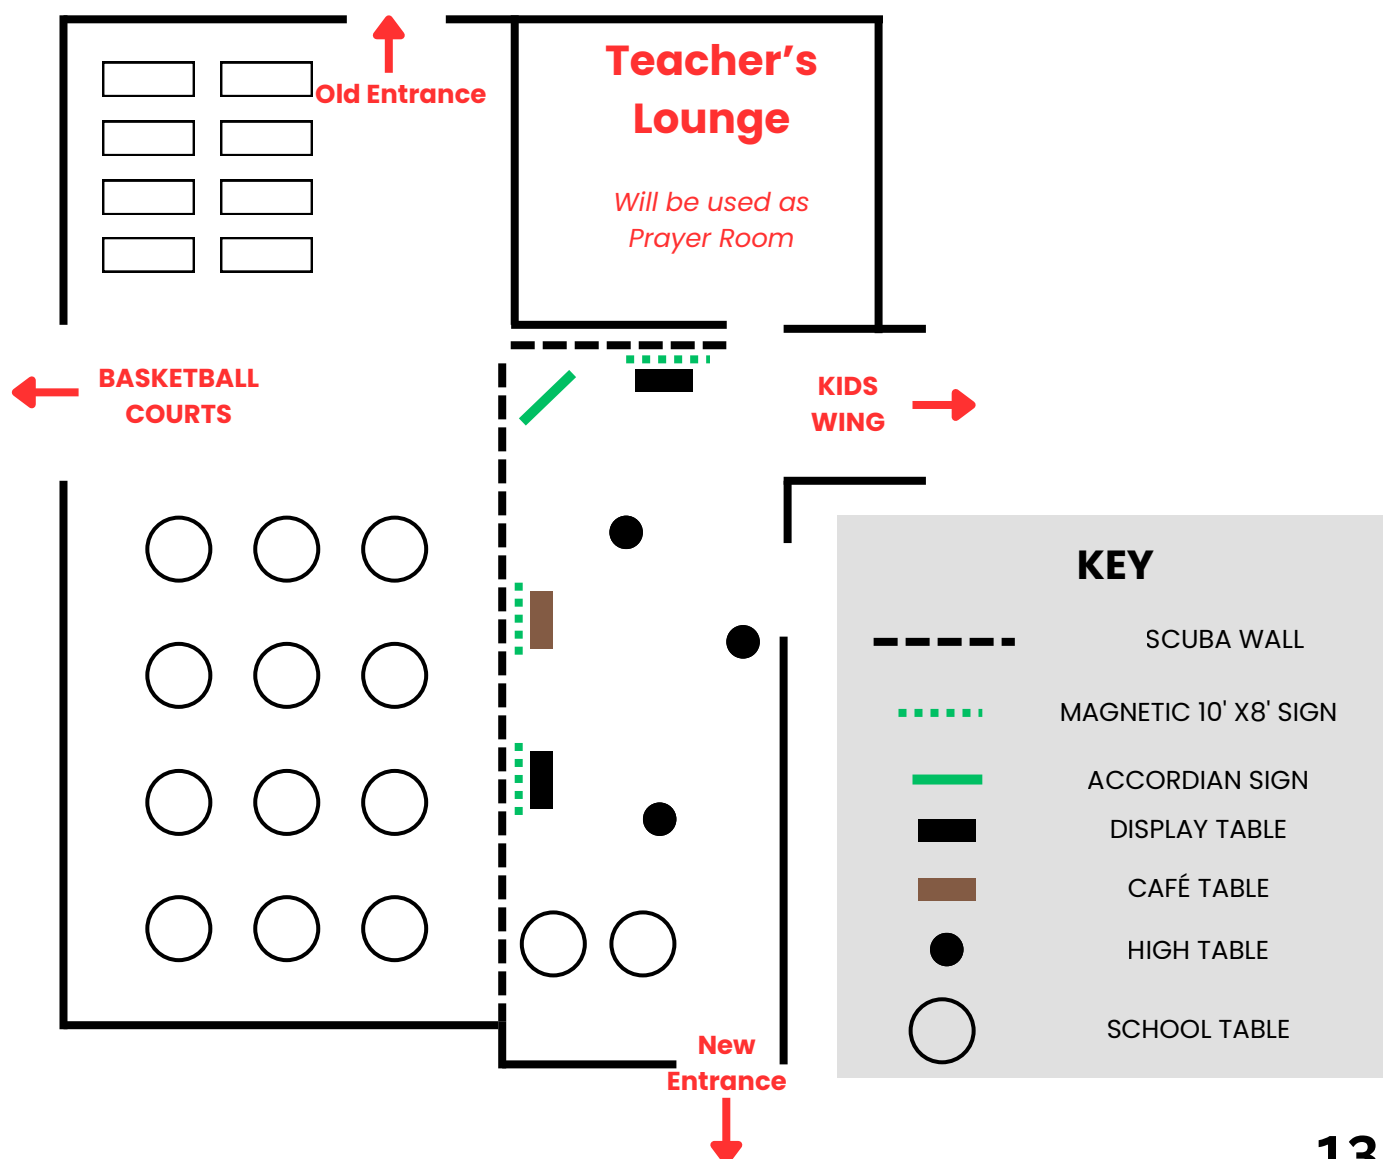 Teacher's
Lounge
Old Entrance
Will be used as
Prayer Room
BASKETBALL
COURTS
KIDS
WING
KEY
SCUBA WALL
MAGNETIC 10' X8' SIGN
ACCORDIAN SIGN
DISPLAY TABLE
CAFÉ TABLE
HIGH TABLE
SCHOOL TABLE
New
Entrance
13